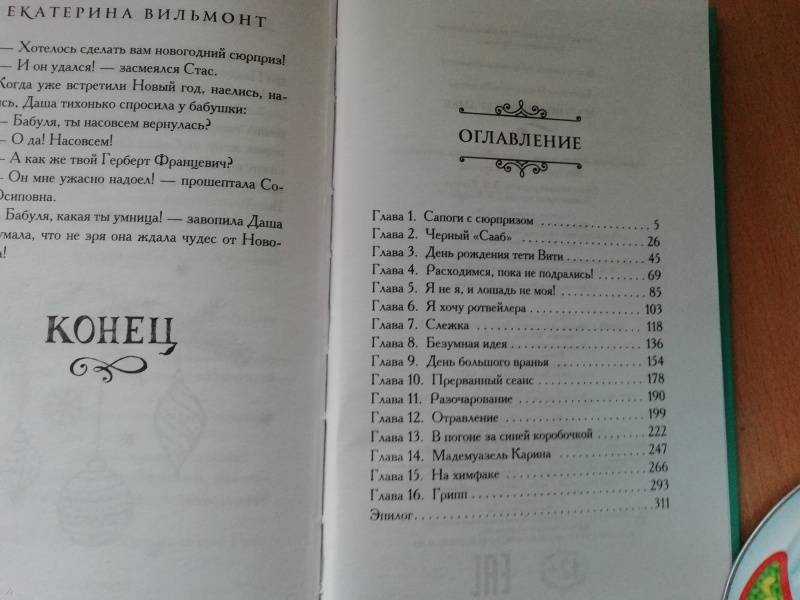 ЕКАТЕРИНА ВИЛЬМОНТ
— Хотелось сделать вам новогодний сюрприз!
— И он удался! — засмеялся Стас.
Когда уже встретили Новый год, наелись, на-
ись, Даша тихонько спросила у бабушки:
— Бабуля, ты насовсем вернулась?
— О да! Насовсем!
— А как же твой Герберт Францевич?
— Он мне ужасно надоел! — прошептала Со-
Осиповна.
Бабуля, какая ты умница! — завопила Даша
умала, что не зря она ждала чудес от Ново-
а!
КОНЕЦ
ОГЛАВЛЕНИЕ
Глава 1. Сапоги с сюрпризом 5
Глава 2. Черный «Сааб» 26
Глава 3. День рождения тети Вити 45
Глава 4. Расходимся, пока не подрались! 69
Глава 5. Я не я, и лошадь не моя! 85
Глава 6. Я хочу ротвейлера 103
Глава 7. Слежка 118
Глава 8. Безумная идея 136
Глава 9. День большого вранья 154
Глава 10. Прерванный сеанс 178
Глава 11. Разочарование 190
Глава 12. Отравление 199
Глава 13. В погоне за синей коробочкой 222
Глава 14. Мадемуазель Карина 247
Глава 15. На химфаке 266
Глава 16. Грипп 293
Эпилог 311